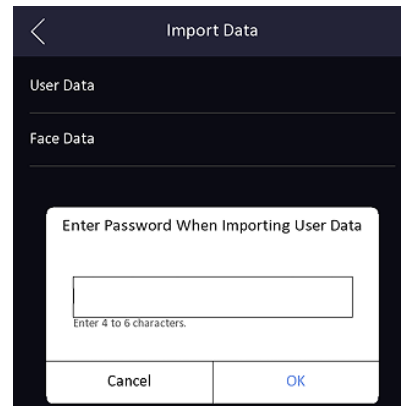 Import Data
User Data
Face Data
Enter Password When Importing User Data
Enter 4 to 6 characters.
Cancel
OK